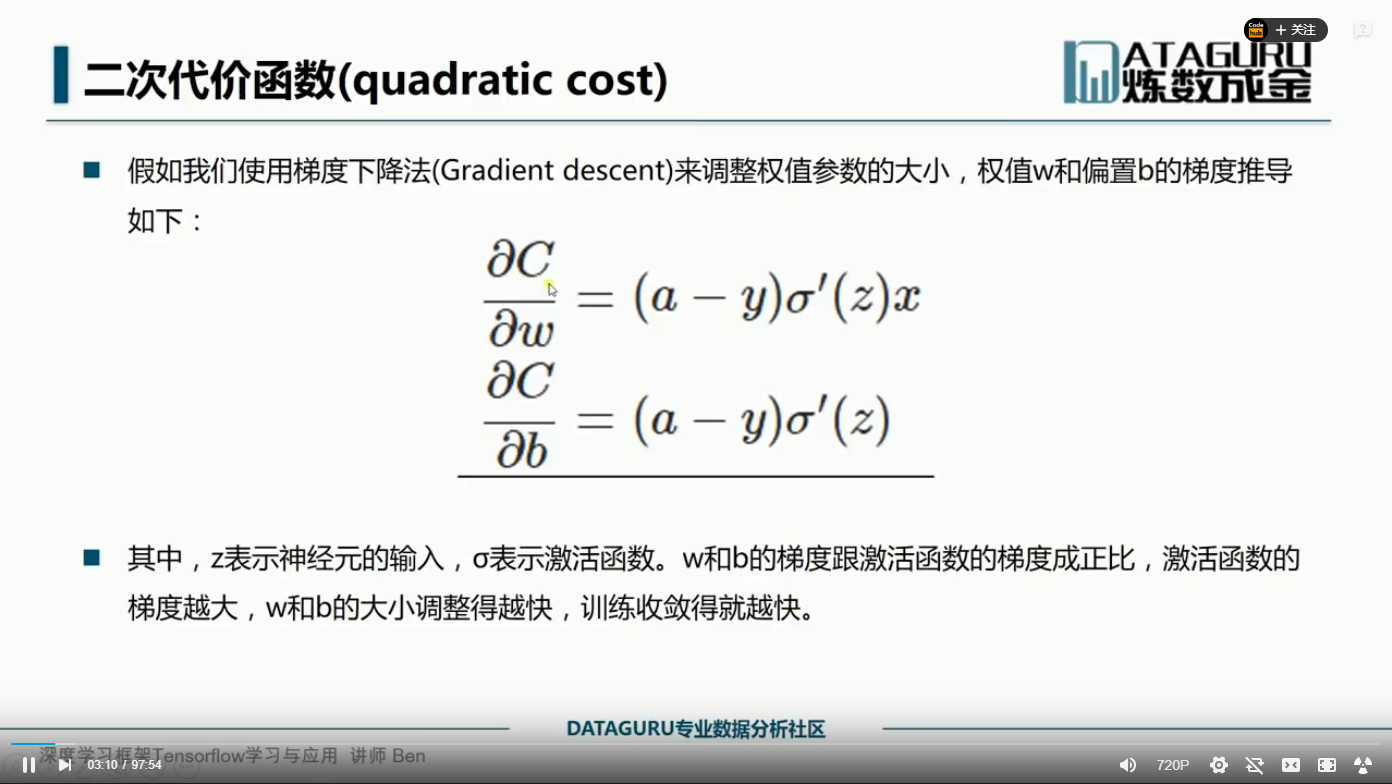 Code hub + 关注
?
二次代价函数(quadratic cost)
DATAGURU
炼数成金
■ 假如我们使用梯度下降法(Gradient descent)来调整权值参数的大小，权值w和偏置b的梯度推导
如下：
∂C/∂w = (a − y)σ′(z)x
∂C/∂b = (a − y)σ′(z)
■ 其中，z表示神经元的输入，σ表示激活函数。w和b的梯度跟激活函数的梯度成正比，激活函数的
梯度越大，w和b的大小调整得越快，训练收敛得就越快。
DATAGURU专业数据分析社区
深度学习框架Tensorflow学习与应用 讲师 Ben
03:10 / 97:54
720P